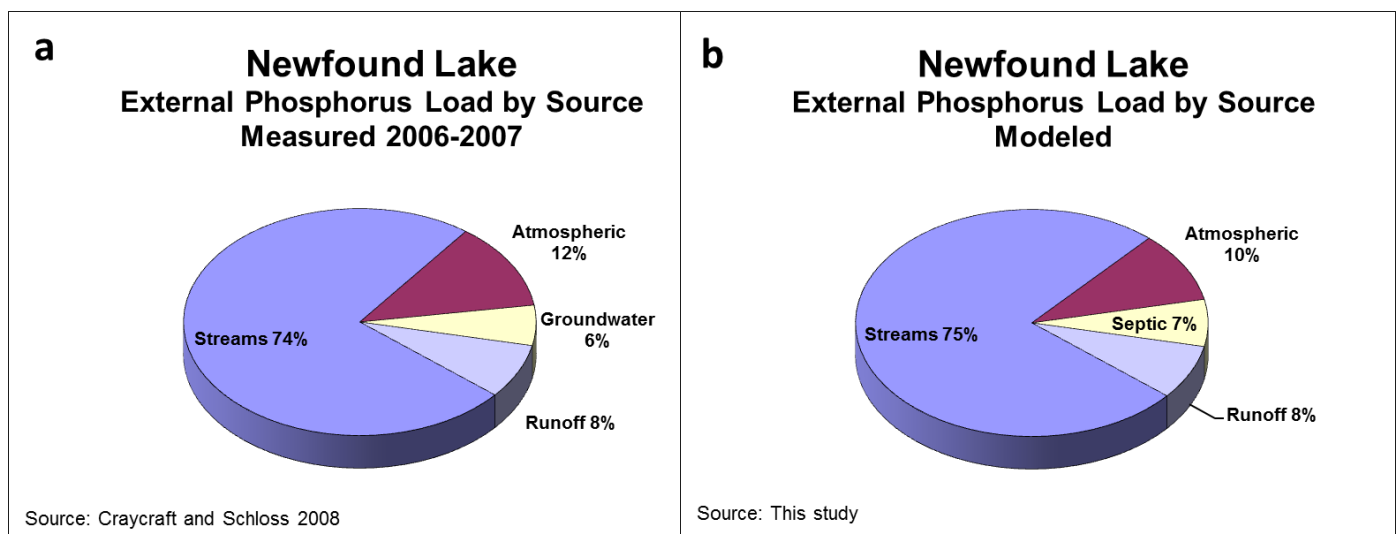 a
Newfound Lake
External Phosphorus Load by Source
Measured 2006-2007
Atmospheric
12%
Groundwater
6%
Streams 74%
Runoff 8%
Source: Craycraft and Schloss 2008
b
Newfound Lake
External Phosphorus Load by Source
Modeled
Atmospheric
10%
Septic 7%
Streams 75%
Runoff 8%
Source: This study